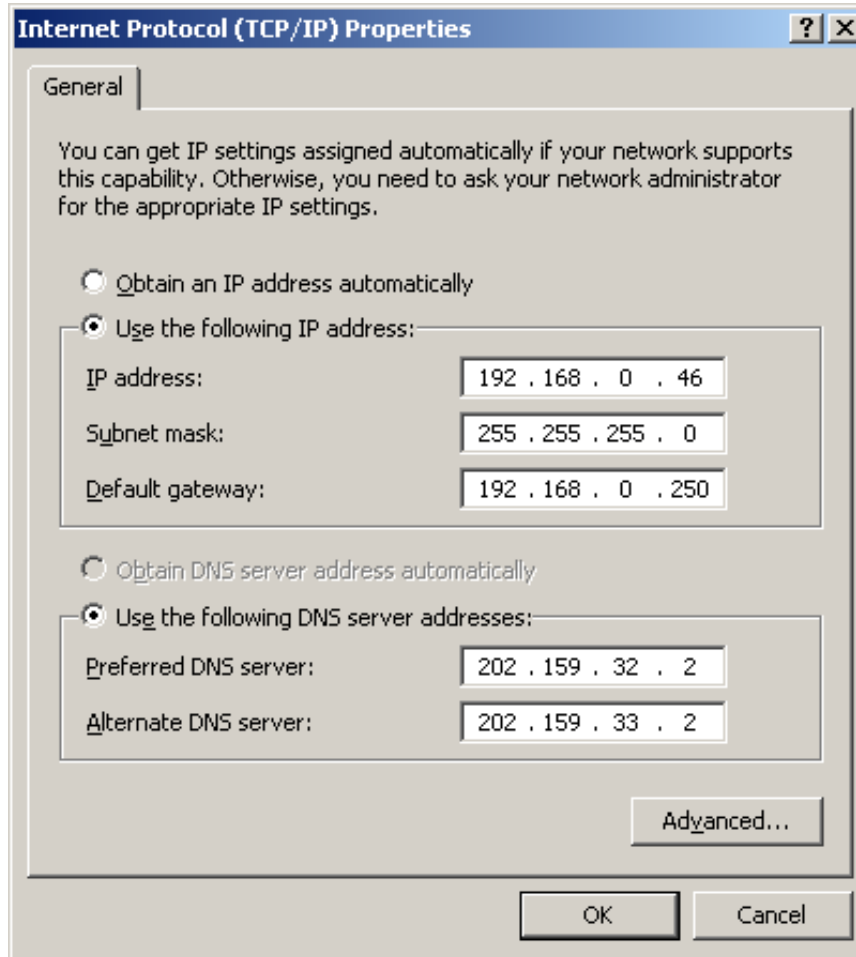 Internet Protocol (TCP/IP) Properties
General
You can get IP settings assigned automatically if your network supports
this capability. Otherwise, you need to ask your network administrator
for the appropriate IP settings.
Obtain an IP address automatically
Use the following IP address:
IP address: 192 . 168 . 0 . 46
Subnet mask: 255 . 255 . 255 . 0
Default gateway: 192 . 168 . 0 . 250
Obtain DNS server address automatically
Use the following DNS server addresses:
Preferred DNS server: 202 . 159 . 32 . 2
Alternate DNS server: 202 . 159 . 33 . 2
Advanced...
OK Cancel